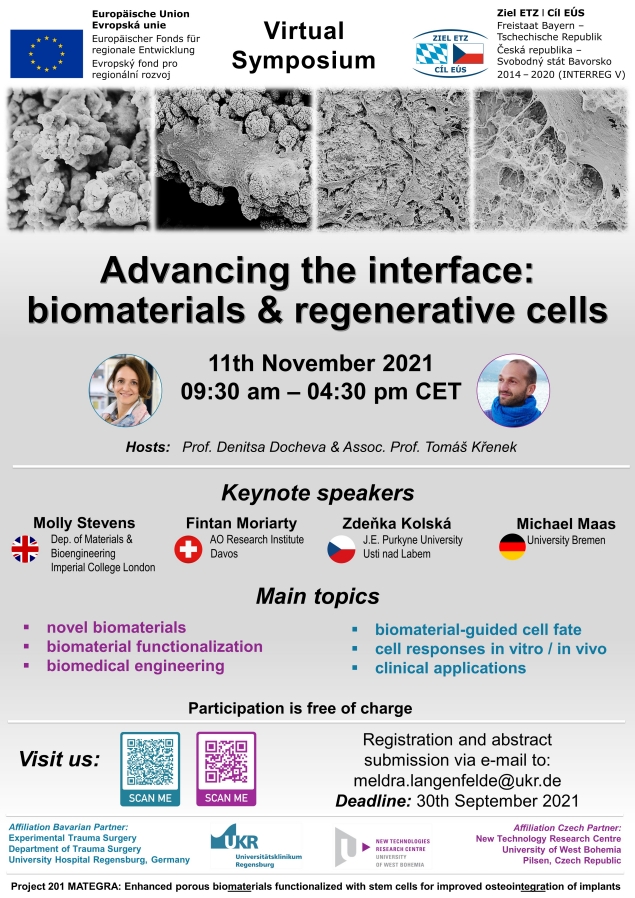 Europäische Union
Evropská unie
Europäischer Fonds für
regionale Entwicklung
Evropský fond pro
regionální rozvoj
Virtual
Symposium
ZIEL ETZ
CÍL EÚS
Ziel ETZ | Cíl EÚS
Freistaat Bayern –
Tschechische Republik
Česká republika –
Svobodný stát Bavorsko
2014 – 2020 (INTERREG V)
Advancing the interface:
biomaterials & regenerative cells
11th November 2021
09:30 am – 04:30 pm CET
Hosts: Prof. Denitsa Docheva & Assoc. Prof. Tomáš Křenek
Keynote speakers
Molly Stevens
Dep. of Materials &
Bioengineering
Imperial College London
Fintan Moriarty
AO Research Institute
Davos
Zdeňka Kolská
J.E. Purkyne University
Usti nad Labem
Michael Maas
University Bremen
Main topics
▪ novel biomaterials
▪ biomaterial functionalization
▪ biomedical engineering
▪ biomaterial-guided cell fate
▪ cell responses in vitro / in vivo
▪ clinical applications
Participation is free of charge
Visit us:
SCAN ME
SCAN ME
Registration and abstract
submission via e-mail to:
meldra.langenfelde@ukr.de
Deadline: 30th September 2021
Affiliation Bavarian Partner:
Experimental Trauma Surgery
Department of Trauma Surgery
University Hospital Regensburg, Germany
UKR
Universitätsklinikum
Regensburg
NEW TECHNOLOGIES
RESEARCH CENTRE
UNIVERSITY
OF WEST BOHEMIA
Affiliation Czech Partner:
New Technology Research Centre
University of West Bohemia
Pilsen, Czech Republic
Project 201 MATEGRA: Enhanced porous biomaterials functionalized with stem cells for improved osteointegration of implants